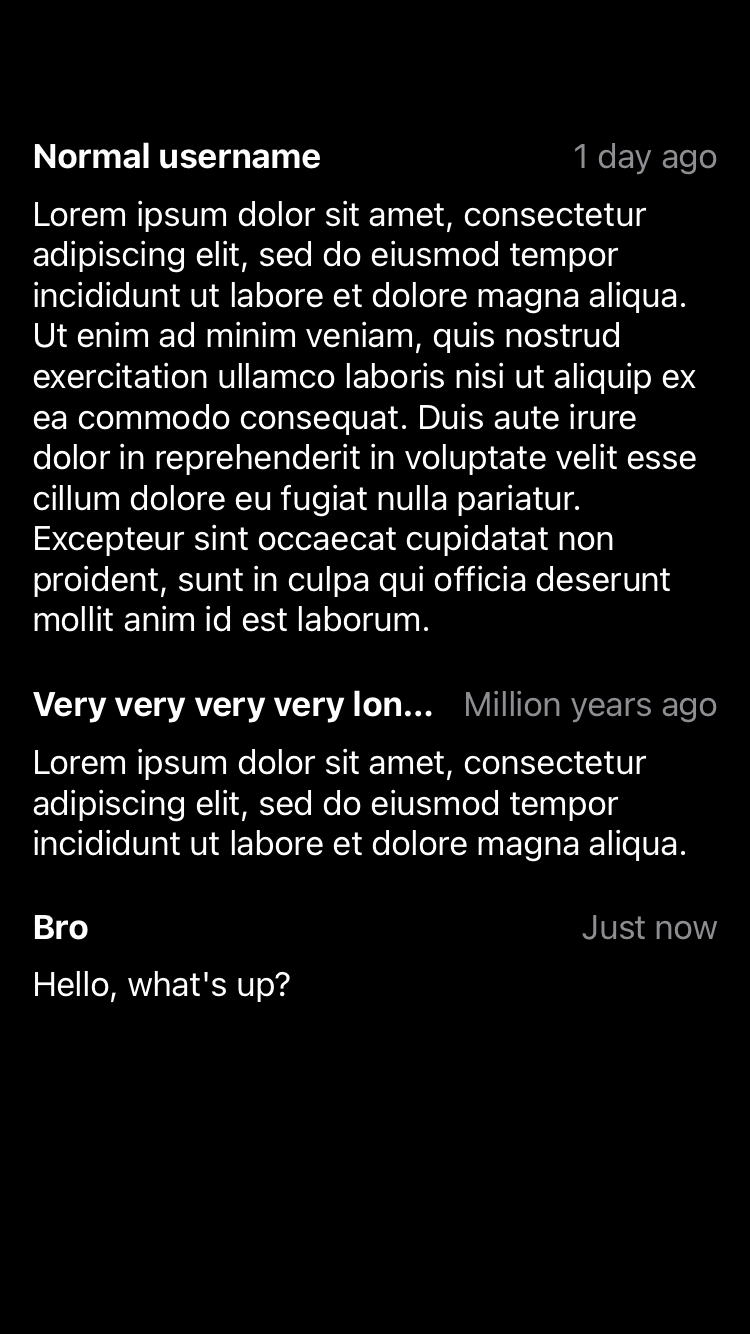 Normal username 1 day ago
Lorem ipsum dolor sit amet, consectetur
adipiscing elit, sed do eiusmod tempor
incididunt ut labore et dolore magna aliqua.
Ut enim ad minim veniam, quis nostrud
exercitation ullamco laboris nisi ut aliquip ex
ea commodo consequat. Duis aute irure
dolor in reprehenderit in voluptate velit esse
cillum dolore eu fugiat nulla pariatur.
Excepteur sint occaecat cupidatat non
proident, sunt in culpa qui officia deserunt
mollit anim id est laborum.
Very very very very lon... Million years ago
Lorem ipsum dolor sit amet, consectetur
adipiscing elit, sed do eiusmod tempor
incididunt ut labore et dolore magna aliqua.
Bro Just now
Hello, what's up?